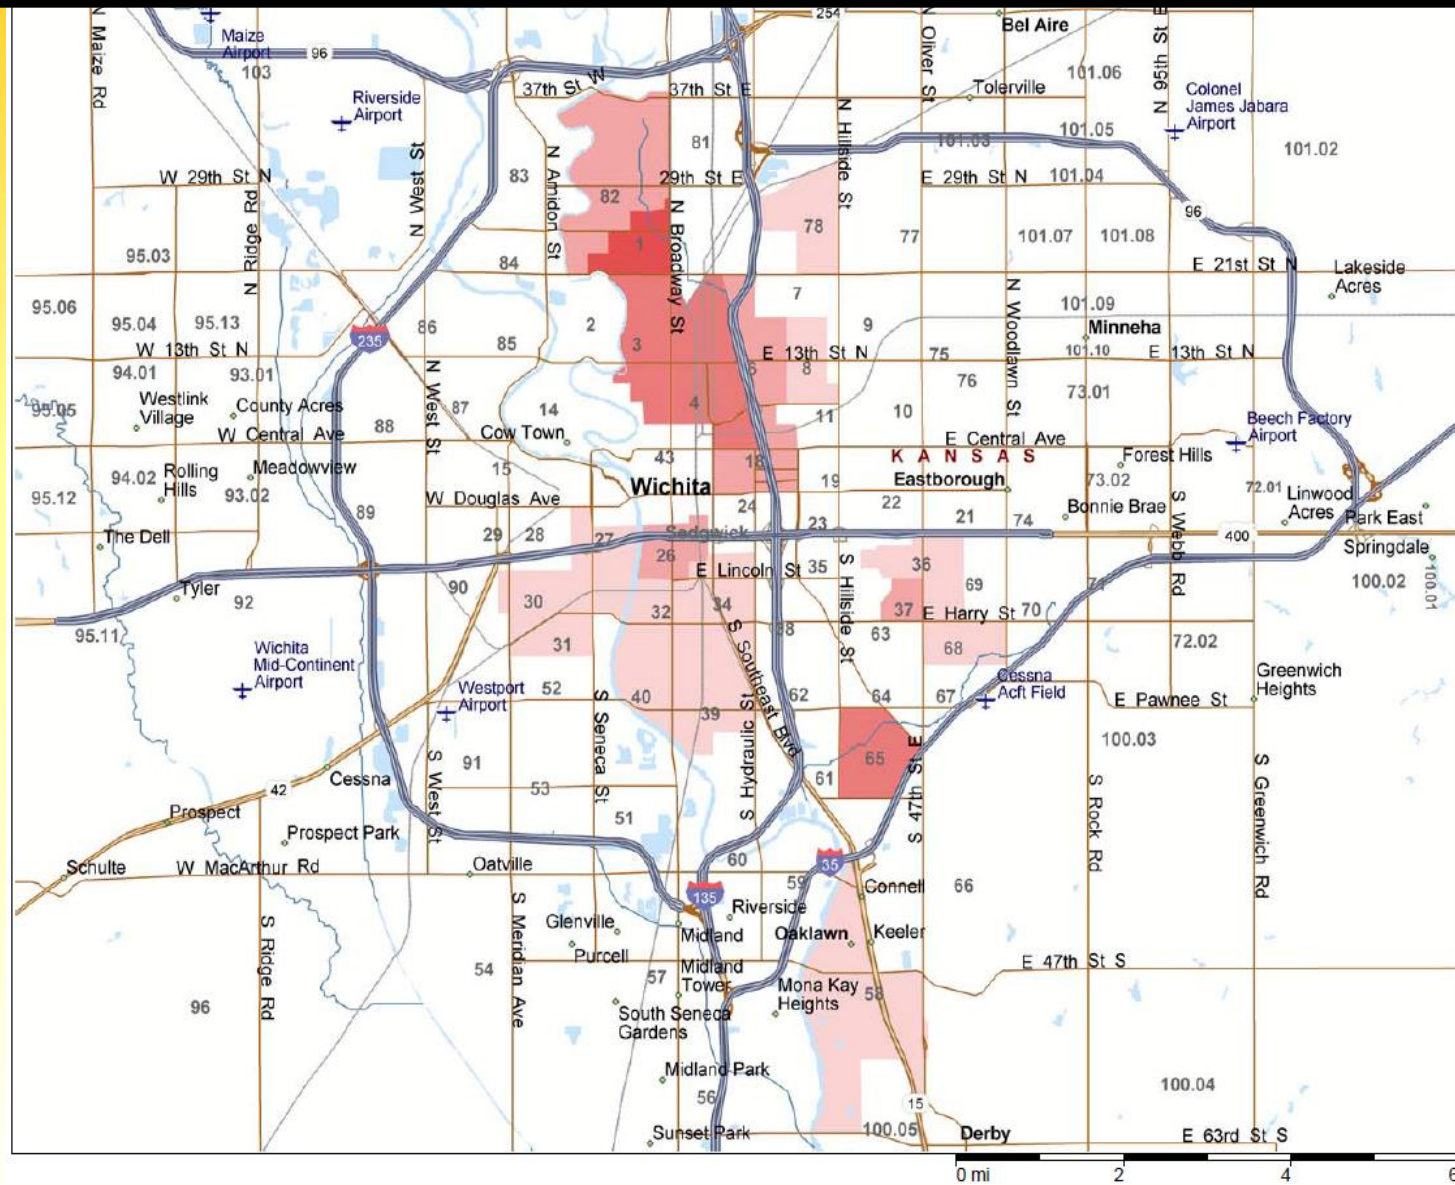 254
Bel Aire
N Maize Rd
Maize
Airport
96
103
N Oliver St
N 95th St E
101.06
37th St W
37th St E
Tolerville
Colonel
James Jabara
Airport
Riverside
Airport
N Hillside St
81
101.03
101.05
101.02
W 29th St N
N West St
83
N Amidon St
29th St E
E 29th St N
101.04
82
N Ridge Rd
N Broadway St
96
78
77
101.07
101.08
1
95.03
84
E 21st St N
Lakeside
Acres
95.06
7
N Woodlawn St
101.09
95.04
95.13
86
2
9
Minneha
235
85
3
W 13th St N
E 13th St N
75
101.10
E 13th St N
94.01
93.01
N West St
6
8
76
73.01
Westlink
Village
County Acres
95.05
87
14
4
11
10
88
Beech Factory
Airport
W Central Ave
Cow Town
E Central Ave
KANSAS
Rolling
Hills
Meadowview
94.02
93.02
15
43
18
19
Eastborough
Forest Hills
73.02
72.01
95.12
Wichita
W Douglas Ave
24
22
Bonnie Brae
S Webb Rd
Linwood
Acres
Park East
89
23
21
74
The Dell
29
28
27
Sedgwick
400
Springdale
26
E Lincoln St
35
36
S Hillside St
69
71
100.02
100.01
Tyler
92
90
30
32
34
37
E Harry St
70
95.11
38
63
68
72.02
31
Wichita
Mid-Continent
Airport
S Southeast Blvd
Westport
Airport
52
S Seneca St
40
39
62
64
67
Cessna
Acft Field
Greenwich
Heights
E Pawnee St
S Hydraulic St
91
65
S 47th St E
100.03
S West St
61
S Rock Rd
S Greenwich Rd
Cessna
42
53
Prospect
51
Prospect Park
60
35
Schulte
W MacArthur Rd
Oatville
59
135
Connell
66
S Ridge Rd
S Meridian Ave
Riverside
Glenville
Midland
Oaklawn
Keeler
Purcell
54
57
Midland
Tower
E 47th St S
Mona Kay
Heights
58
96
South Seneca
Gardens
Midland Park
56
100.04
15
Sunset Park
100.05
Derby
E 63rd St S
0 mi
2
4
6